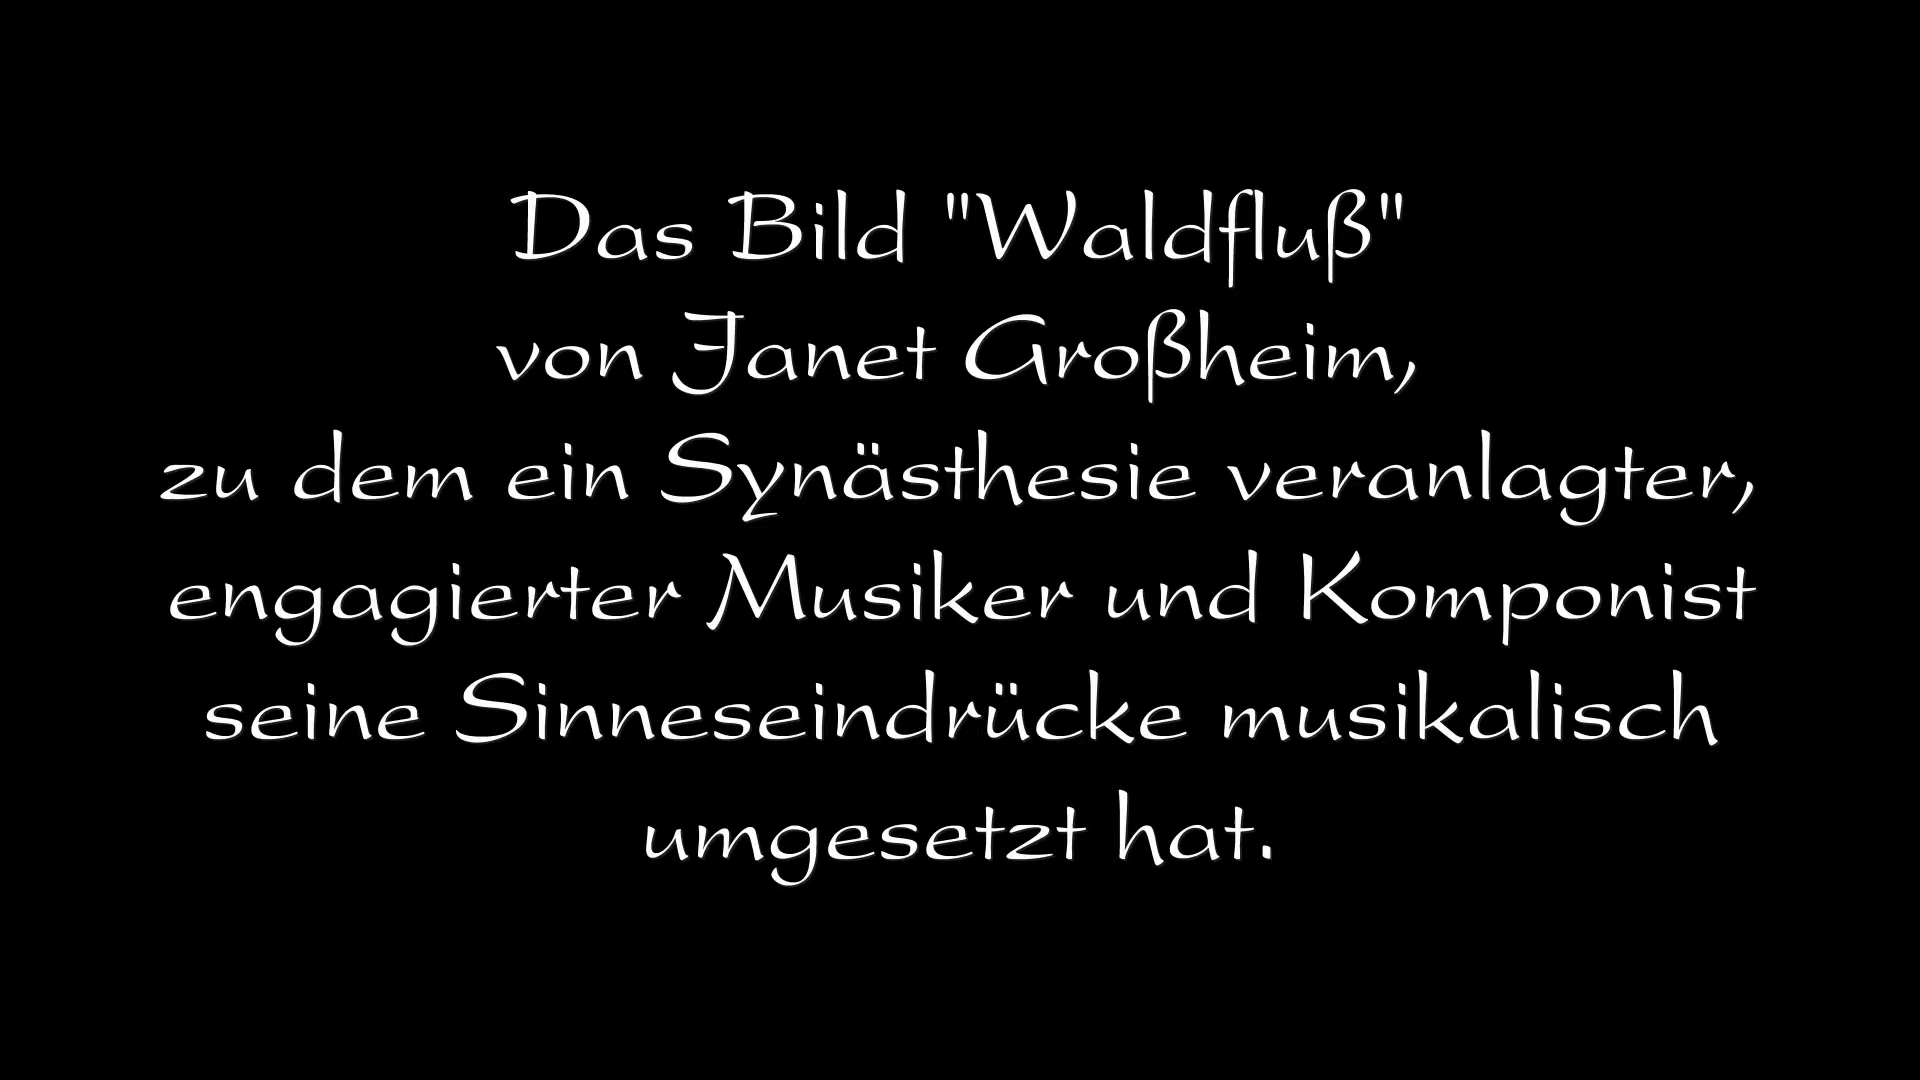 Das Bild "Waldfluß"
von Janet Großheim,
zu dem ein Synästhesie veranlagter,
engagierter Musiker und Komponist
seine Sinneseindrücke musikalisch
umgesetzt hat.